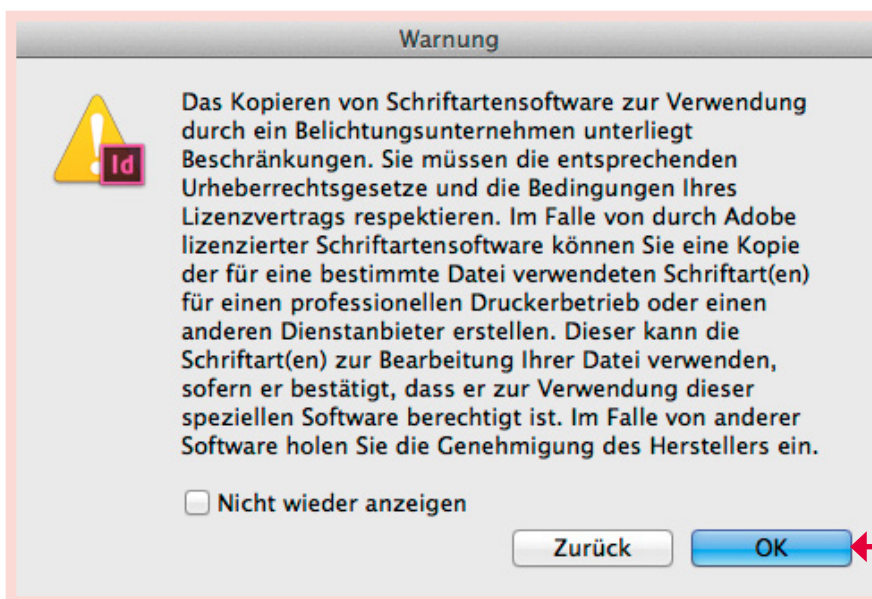 Warnung
Das Kopieren von Schriftartensoftware zur Verwendung
durch ein Belichtungsunternehmen unterliegt
Beschränkungen. Sie müssen die entsprechenden
Urheberrechtsgesetze und die Bedingungen Ihres
Lizenzvertrags respektieren. Im Falle von durch Adobe
lizenzierter Schriftartensoftware können Sie eine Kopie
der für eine bestimmte Datei verwendeten Schriftart(en)
für einen professionellen Druckerbetrieb oder einen
anderen Dienstanbieter erstellen. Dieser kann die
Schriftart(en) zur Bearbeitung Ihrer Datei verwenden,
sofern er bestätigt, dass er zur Verwendung dieser
speziellen Software berechtigt ist. Im Falle von anderer
Software holen Sie die Genehmigung des Herstellers ein.
Id
Nicht wieder anzeigen
Zurück OK